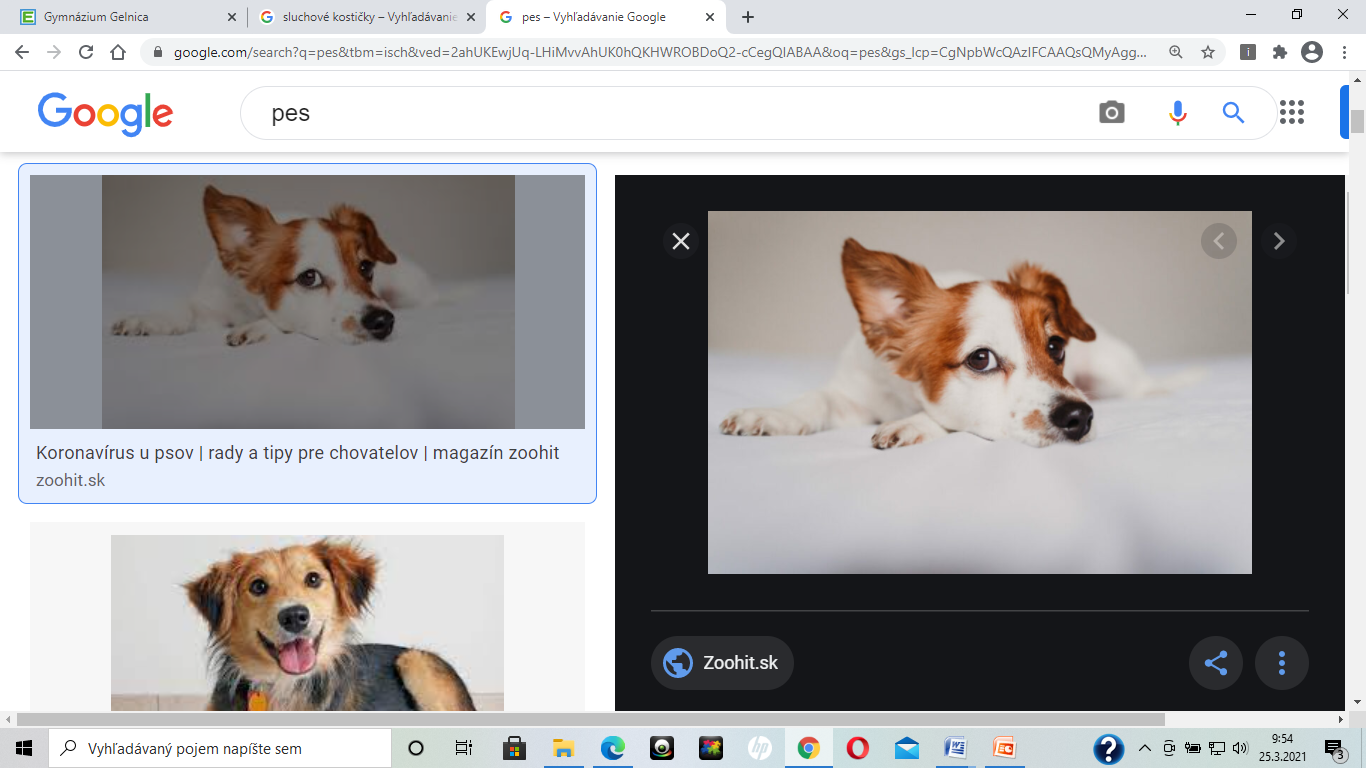 Gymnázium Gelnica
sluchové kostičky – Vyhľadávanie
pes – Vyhľadávanie Google
google.com/search?q=pes&tbm=isch&ved=2ahUKEwjUq-LHiMvvAhUK0hQKHWROBDoQ2-cCegQIABAA&oq=pes&gs_lcp=CgNpbWcQAzIFCAAQsQMyAgg...
Google
pes
Koronavírus u psov | rady a tipy pre chovatelov | magazín zoohit
zoohit.sk
Zoohit.sk
Vyhľadávaný pojem napíšte sem
hp
9:54
25.3.2021
3